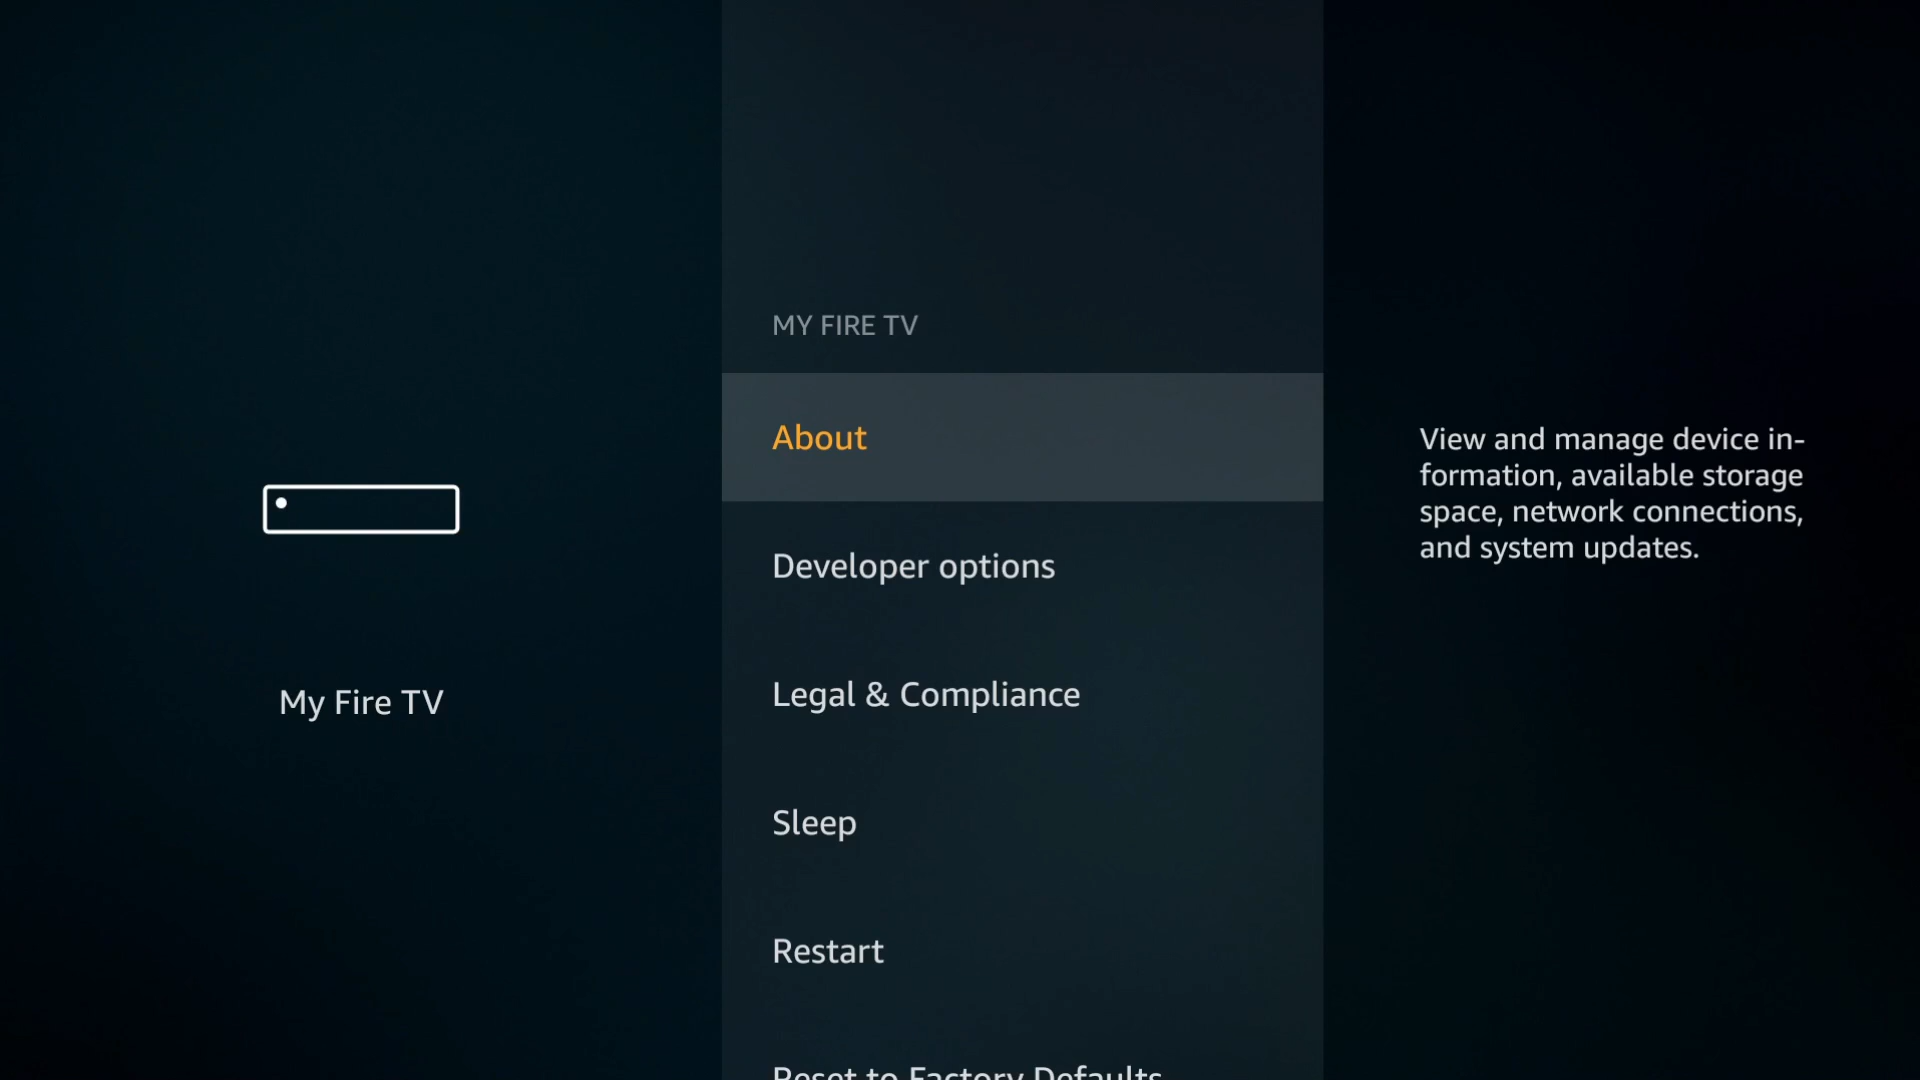 MY FIRE TV
About
Developer options
Legal & Compliance
Sleep
Restart
Reset to Factory Defaults
My Fire TV
View and manage device in-
formation, available storage
space, network connections,
and system updates.